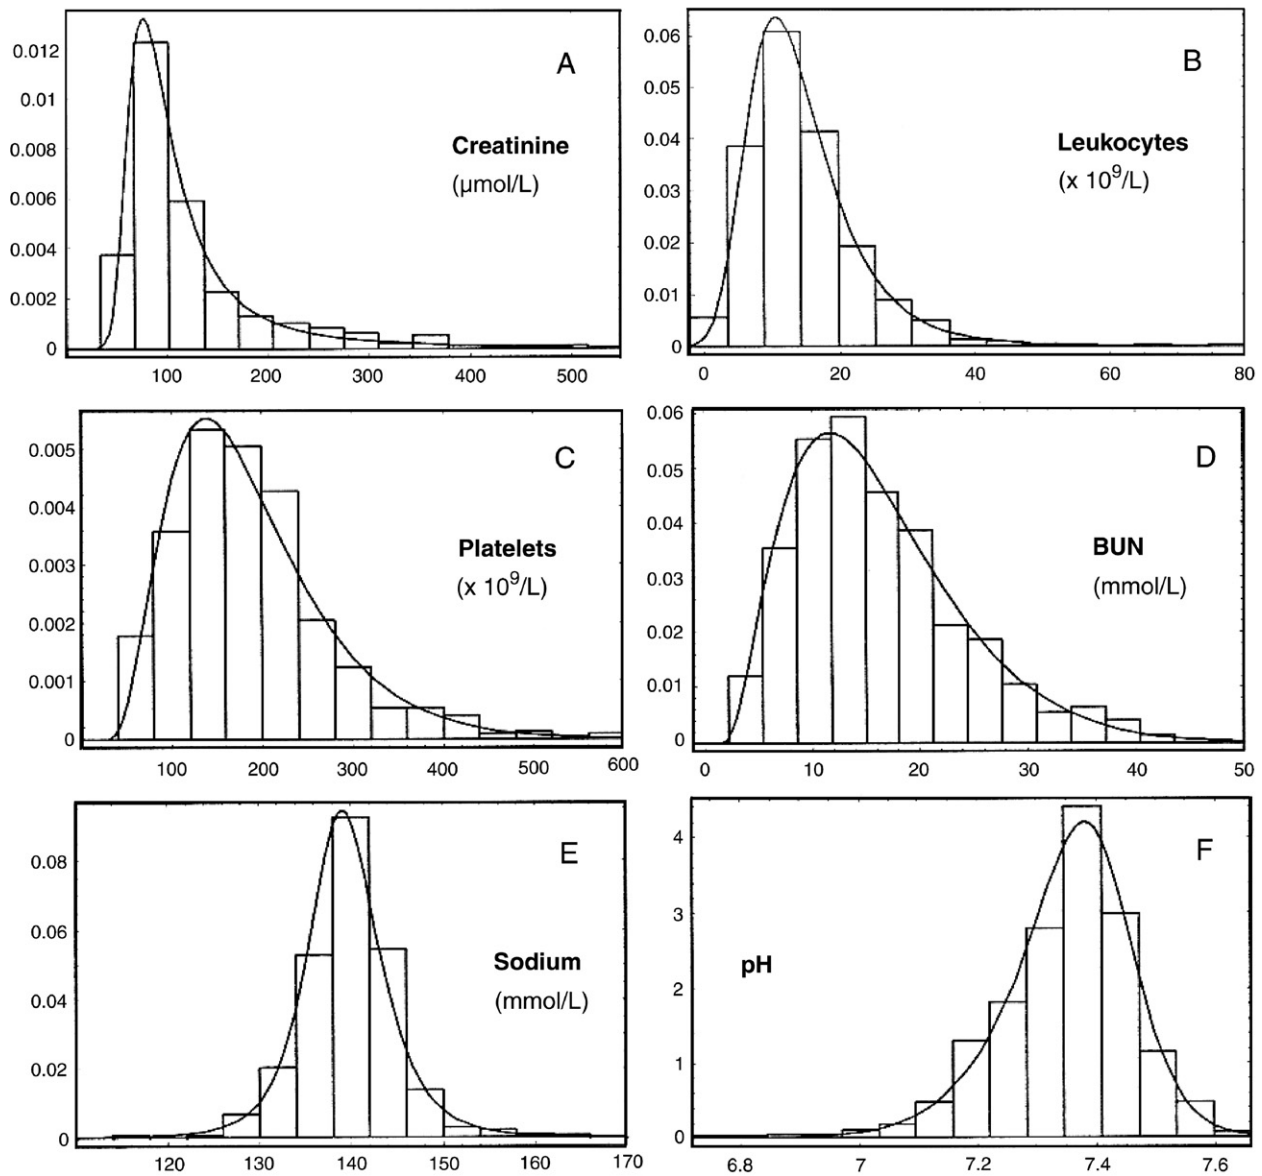 A
0.012
0.01
0.008
0.006
0.004
0.002
0
Creatinine
(µmol/L)
100 200 300 400 500
B
0.06
0.05
0.04
0.03
0.02
0.01
0
Leukocytes
(x 10⁹/L)
0 20 40 60 80
C
0.005
0.004
0.003
0.002
0.001
0
Platelets
(x 10⁹/L)
100 200 300 400 500 600
D
0.06
0.05
0.04
0.03
0.02
0.01
0
BUN
(mmol/L)
0 10 20 30 40 50
E
0.08
0.06
0.04
0.02
0
Sodium
(mmol/L)
120 130 140 150 160 170
F
4
3
2
1
0
pH
6.8 7 7.2 7.4 7.6